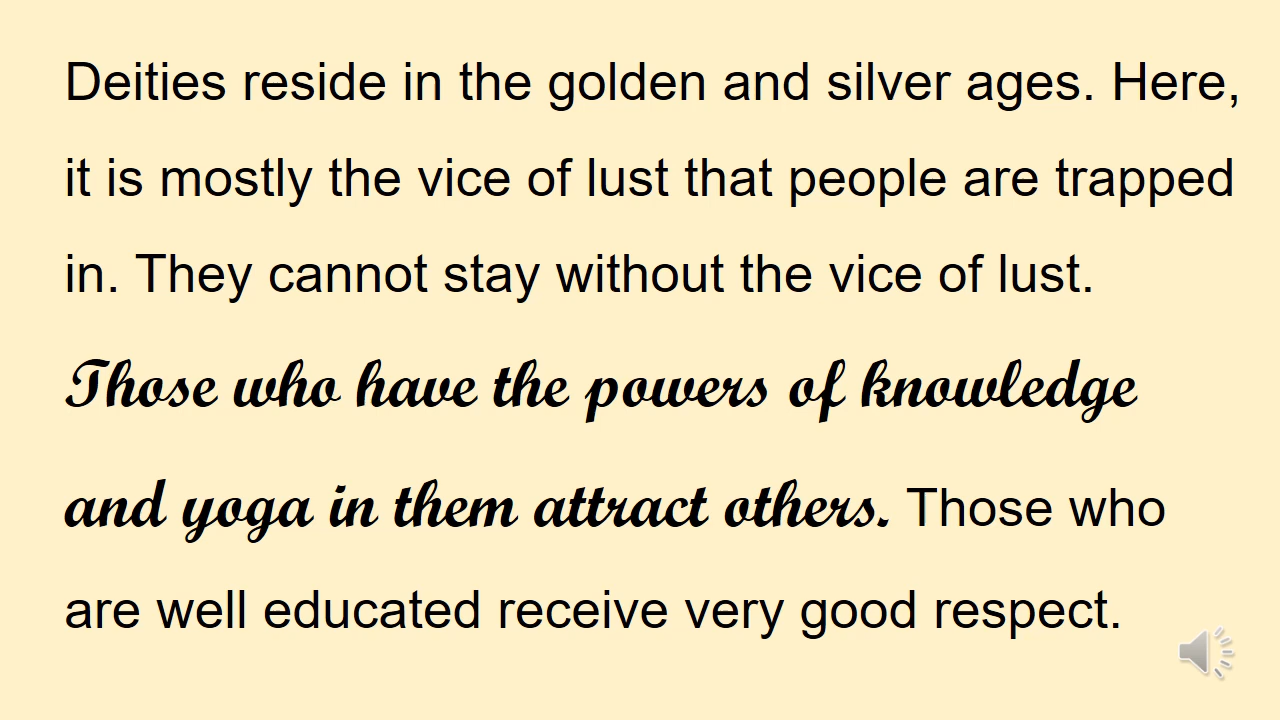 Deities reside in the golden and silver ages. Here,
it is mostly the vice of lust that people are trapped
in. They cannot stay without the vice of lust.
Those who have the powers of knowledge
and yoga in them attract others. Those who
are well educated receive very good respect.